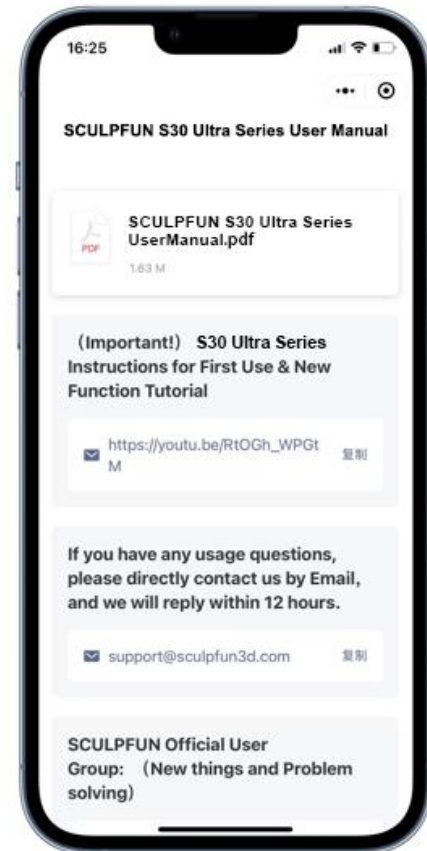 16:25
SCULPFUN S30 Ultra Series User Manual
SCULPFUN S30 Ultra Series
UserManual.pdf
PDF
1.63 M
（Important!） S30 Ultra Series
Instructions for First Use & New
Function Tutorial
https://youtu.be/RtOGh_WPGt
M
复制
If you have any usage questions,
please directly contact us by Email，
and we will reply within 12 hours.
support@sculpfun3d.com
复制
SCULPFUN Official User
Group: （New things and Problem
solving）